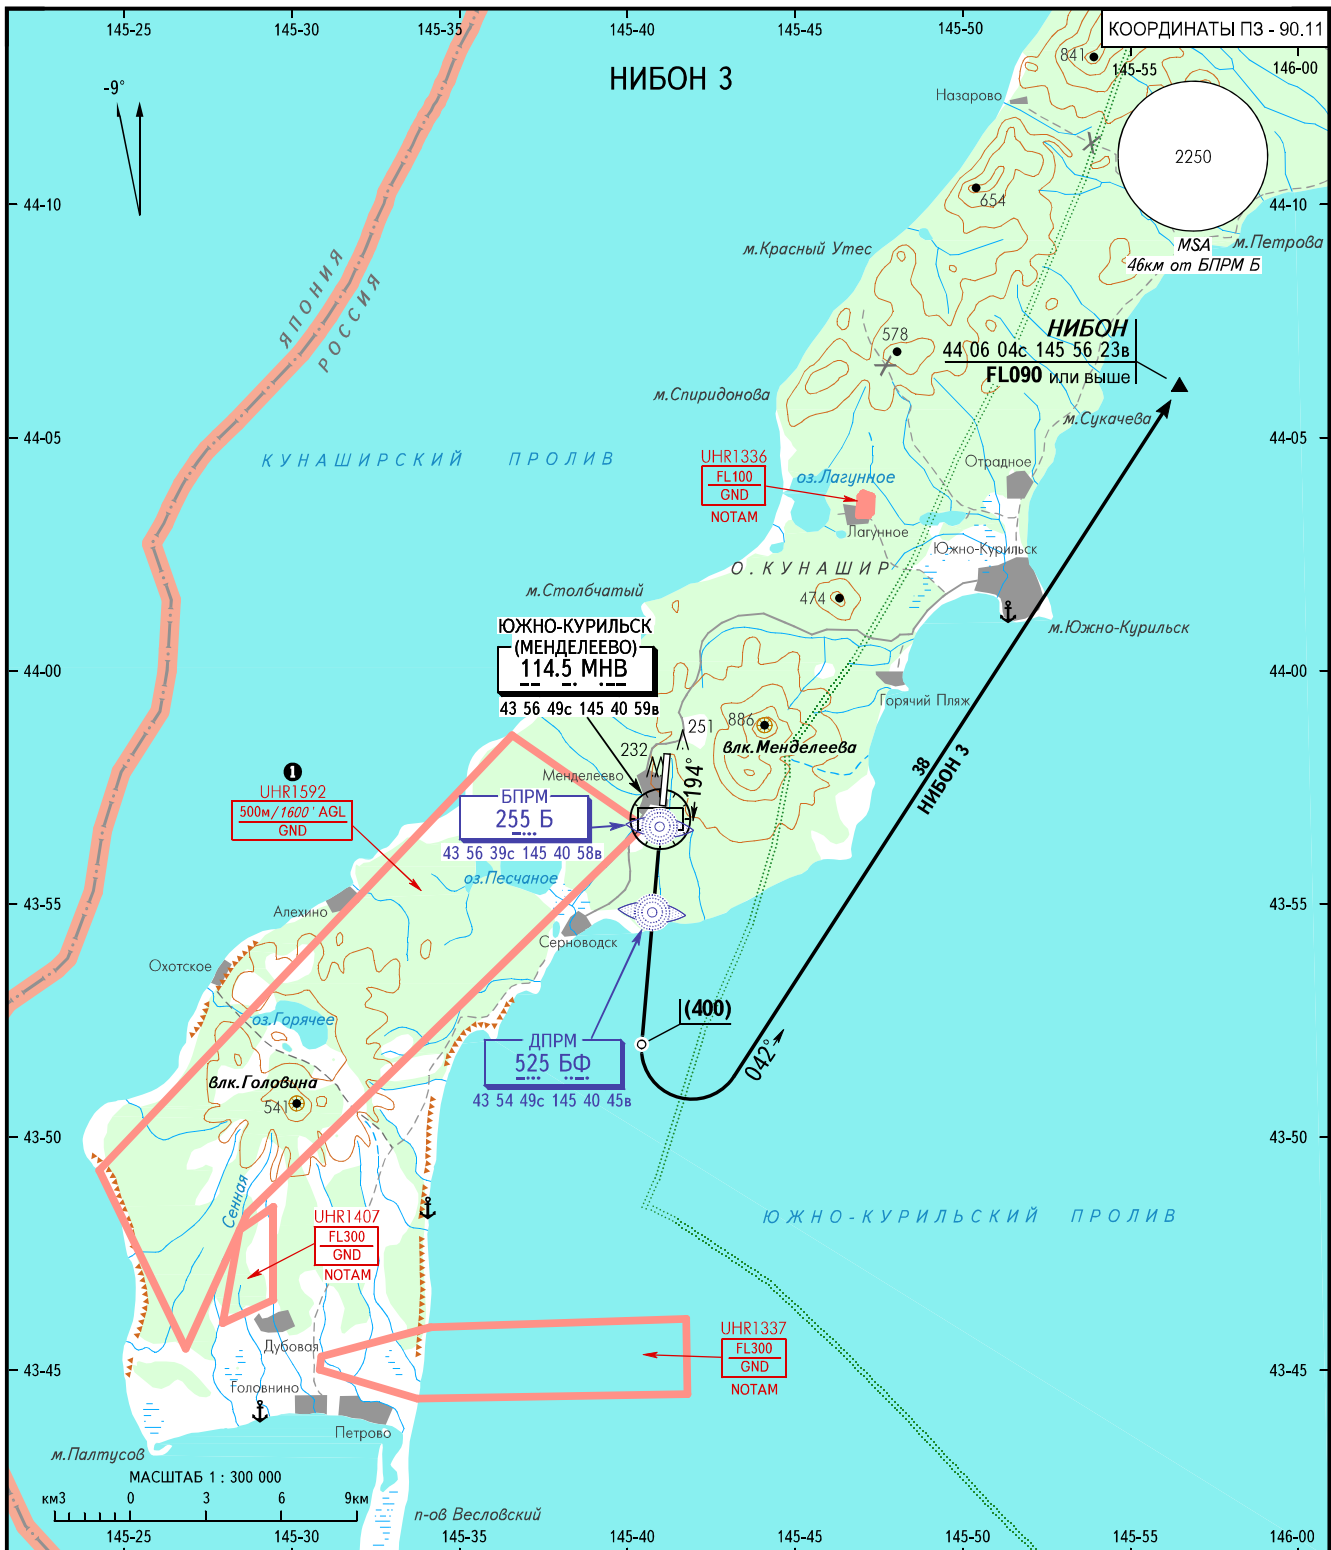 145-25
145-30
145-35
145-40
145-45
145-50
КООРДИНАТЫ ПЗ - 90.11
145-55
146-00
НИБОН 3
-9°
841
Назарово
2250
654
44-10
44-10
MSA
м.Петрова
46км от БПРМ Б
м.Красный Утес
ЯПОНИЯ
РОССИЯ
578
НИБОН
44 06 04с 145 56 23в
FL090 или выше
м.Спиридонова
м.Сукачева
44-05
44-05
КУНАШИРСКИЙ ПРОЛИВ
UHR1336
FL100
GND
NOTAM
оз.Лагунное
Отрадное
Лагунное
Южно-Курильск
О.КУНАШИР
м.Столбчатый
474
м.Южно-Курильск
ЮЖНО-КУРИЛЬСК
(МЕНДЕЛЕЕВО)
114.5 МНВ
43 56 49с 145 40 59в
44-00
44-00
Горячий Пляж
251
886
232
влк.Менделеева
Менделеево
194°
38
НИБОН 3
1
UHR1592
500м/1600' AGL
GND
БПРМ
255 Б
43 56 39с 145 40 58в
оз.Песчаное
Алехино
43-55
43-55
Серноводск
Охотское
оз.Горячее
(400)
ДПРМ
525 БФ
43 54 49с 145 40 45в
042°
влк.Головина
541
43-50
43-50
Сенная
UHR1407
FL300
GND
NOTAM
ЮЖНО-КУРИЛЬСКИЙ ПРОЛИВ
UHR1337
FL300
GND
NOTAM
Дубовая
43-45
43-45
Головнино
Петрово
м.Палтусов
МАСШТАБ 1 : 300 000
км3 0 3 6 9км
п-ов Весловский
145-25
145-30
145-35
145-40
145-45
145-50
145-55
146-00